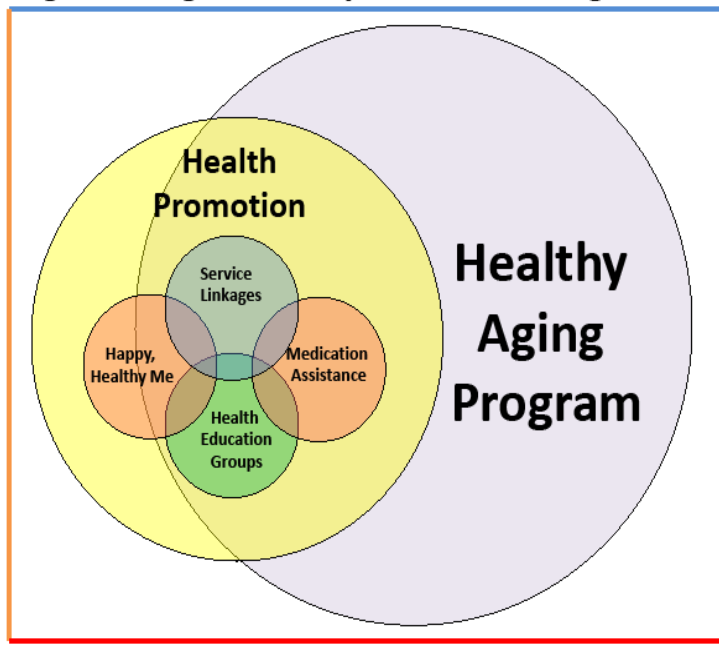 Health
Promotion
Service
Linkages
Happy,
Healthy Me
Medication
Assistance
Health
Education
Groups
Healthy
Aging
Program